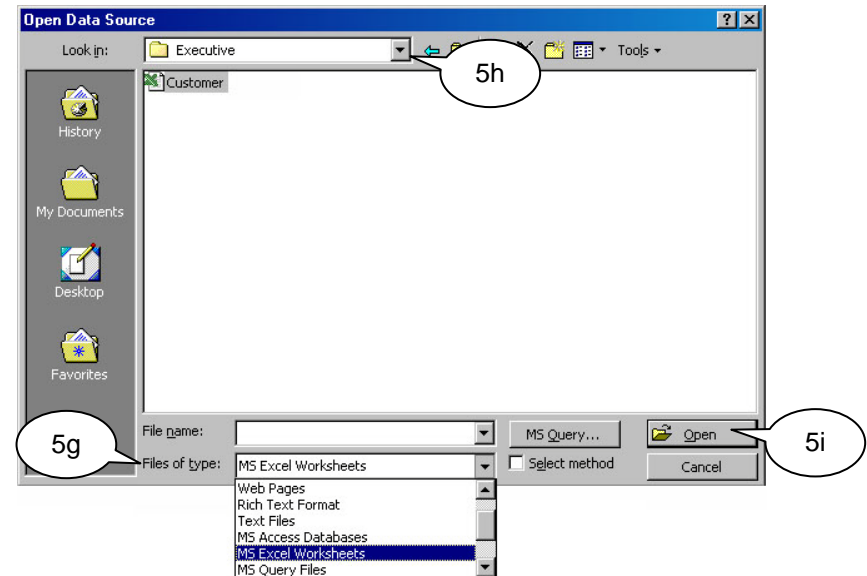 Open Data Source
Look in: Executive Tools
5h
Customer
History
My Documents
Desktop
Favorites
File name: MS Query... Open
5g
5i
Files of type: MS Excel Worksheets Select method Cancel
Web Pages
Rich Text Format
Text Files
MS Access Databases
MS Excel Worksheets
MS Query Files